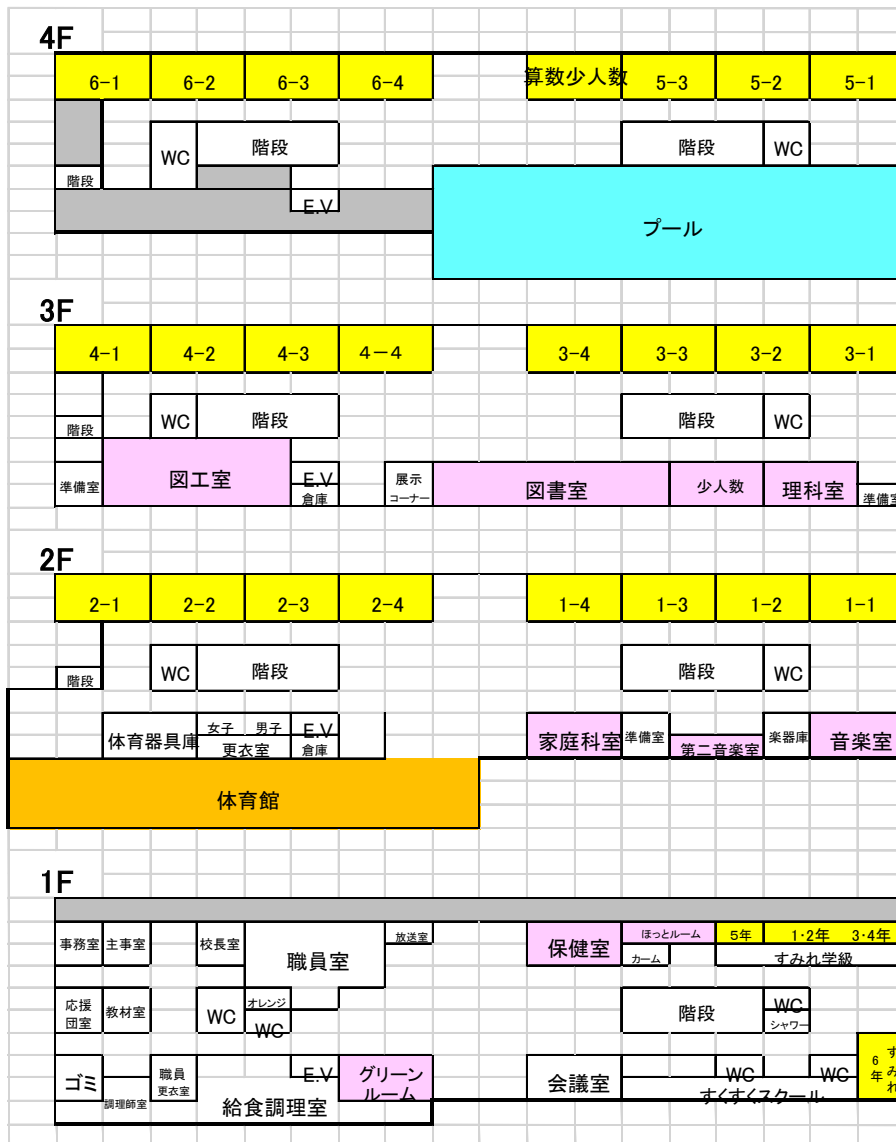 4F
6-1 6-2 6-3 6-4 算数少人数 5-3 5-2 5-1
WC 階段 階段 WC
階段
E.V
プール
3F
4-1 4-2 4-3 ４－４ 3-4 3-3 3-2 3-1
階段 WC 階段 階段 WC
準備室 図工室 E.V 展示 図書室 少人数 理科室 準備室
倉庫 コーナー
2F
2-1 2-2 2-3 2-4 1-4 1-3 1-2 1-1
階段 WC 階段 階段 WC
体育器具庫 女子 男子 E.V 家庭科室 準備室 楽器庫 音楽室
更衣室 倉庫 第二音楽室
体育館
1F
事務室 主事室 校長室 職員室 放送室 保健室 ほっとルーム 5年 1・2年 3・4年
カーム すみれ学級
応援 教材室 WC オレンジ 階段 WC
団室 WC シャワー
ゴミ 職員 E.V グリーン 会議室 WC WC 6 すみれ
調理師室 更衣室 給食調理室 ルーム すくすくスクール 年